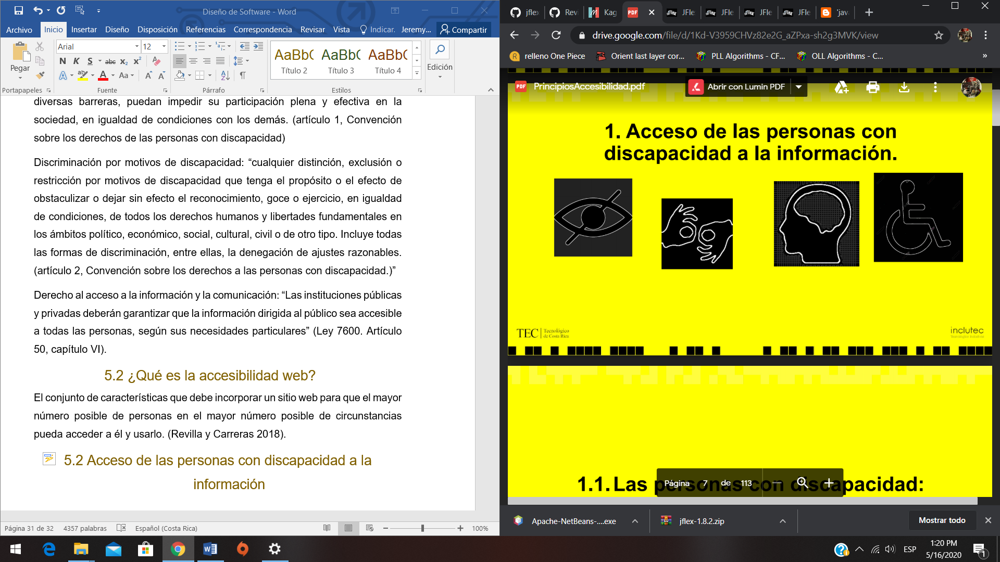 Diseño de Software - Word
Archivo Inicio Insertar Diseño Disposición Referencias Correspondencia Revisar Vista Indicar. Jeremy... Compartir
Pegar
Arial 12
N K S abc x₂ x²
Aa
AaBbC AaBbC AaBbC
Título 2 Título 3 Título 4
Edición
Portapapeles Fuente Párrafo Estilos
diversas barreras, puedan impedir su participación plena y efectiva en la
sociedad, en igualdad de condiciones con los demás. (artículo 1, Convención
sobre los derechos de las personas con discapacidad)
Discriminación por motivos de discapacidad: “cualquier distinción, exclusión o
restricción por motivos de discapacidad que tenga el propósito o el efecto de
obstaculizar o dejar sin efecto el reconocimiento, goce o ejercicio, en igualdad
de condiciones, de todos los derechos humanos y libertades fundamentales en
los ámbitos político, económico, social, cultural, civil o de otro tipo. Incluye todas
las formas de discriminación, entre ellas, la denegación de ajustes razonables.
(artículo 2, Convención sobre los derechos a las personas con discapacidad.)”
Derecho al acceso a la información y la comunicación: “Las instituciones públicas
y privadas deberán garantizar que la información dirigida al público sea accesible
a todas las personas, según sus necesidades particulares” (Ley 7600. Artículo
50, capítulo VI).
5.2 ¿Qué es la accesibilidad web?
El conjunto de características que debe incorporar un sitio web para que el mayor
número posible de personas en el mayor número posible de circunstancias
pueda acceder a él y usarlo. (Revilla y Carreras 2018).
5.2 Acceso de las personas con discapacidad a la
información
Página 31 de 32 4357 palabras Español (Costa Rica) 100%
jflex Revi Kag PDF JFle JFle JFle JFle 'jav
drive.google.com/file/d/1Kd-V3959CHVz82e2G_aZPxa-sh2g3MVK/view
relleno One Piece Orient last layer cor... PLL Algorithms - CF... OLL Algorithms - C... »
PDF PrincipiosAccesibilidad.pdf Abrir con Lumin PDF
1. Acceso de las personas con
discapacidad a la información.
TEC Tecnológico
de Costa Rica
inclutec
1.1. Las personas con discapacidad:
Página 7 de 113
Apache-NetBeans-....exe jflex-1.8.2.zip Mostrar todo
ESP 1:20 PM
5/16/2020
1